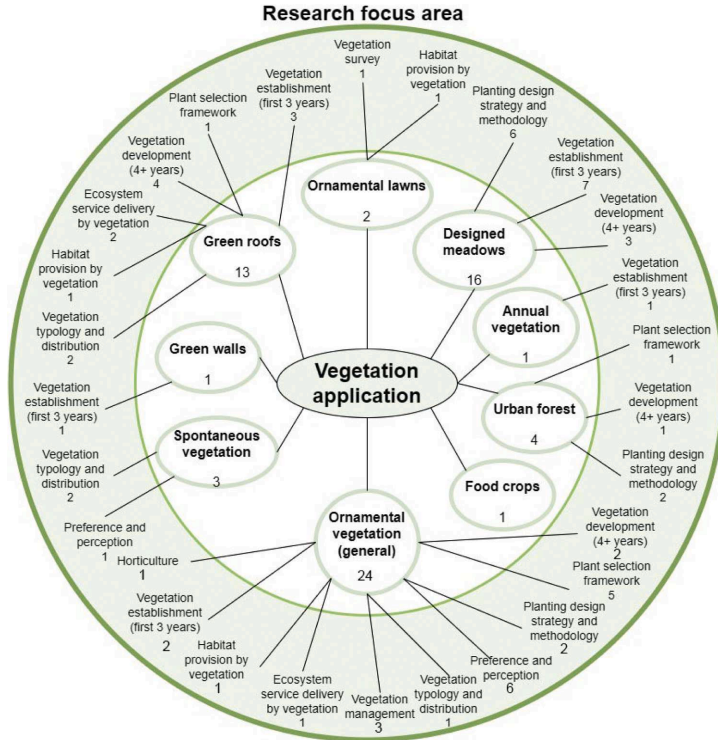 Research focus area
Vegetation
survey
1
Habitat
provision by
vegetation
1
Planting design
strategy and
methodology
6
Vegetation
establishment
(first 3 years)
7
Vegetation
development
(4+ years)
3
Vegetation
establishment
(first 3 years)
1
Plant selection
framework
1
Vegetation
development
(4+ years)
1
Planting design
strategy and
methodology
2
Vegetation
development
(4+ years)
2
Plant selection
framework
5
Planting design
strategy and
methodology
2
Preference and
perception
6
Vegetation
typology and
distribution
1
Vegetation
management
3
Ecosystem
service delivery
by vegetation
1
Habitat
provision by
vegetation
1
Vegetation
establishment
(first 3 years)
2
Horticulture
1
Preference and
perception
1
Vegetation
typology and
distribution
2
Vegetation
establishment
(first 3 years)
1
Vegetation
typology and
distribution
2
Habitat
provision by
vegetation
1
Ecosystem
service delivery
by vegetation
2
Vegetation
development
(4+ years)
4
Plant selection
framework
1
Vegetation
establishment
(first 3 years)
3
Ornamental lawns
2
Designed
meadows
16
Annual
vegetation
1
Urban forest
4
Food crops
1
Ornamental
vegetation
(general)
24
Spontaneous
vegetation
3
Green walls
1
Green roofs
13
Vegetation
application